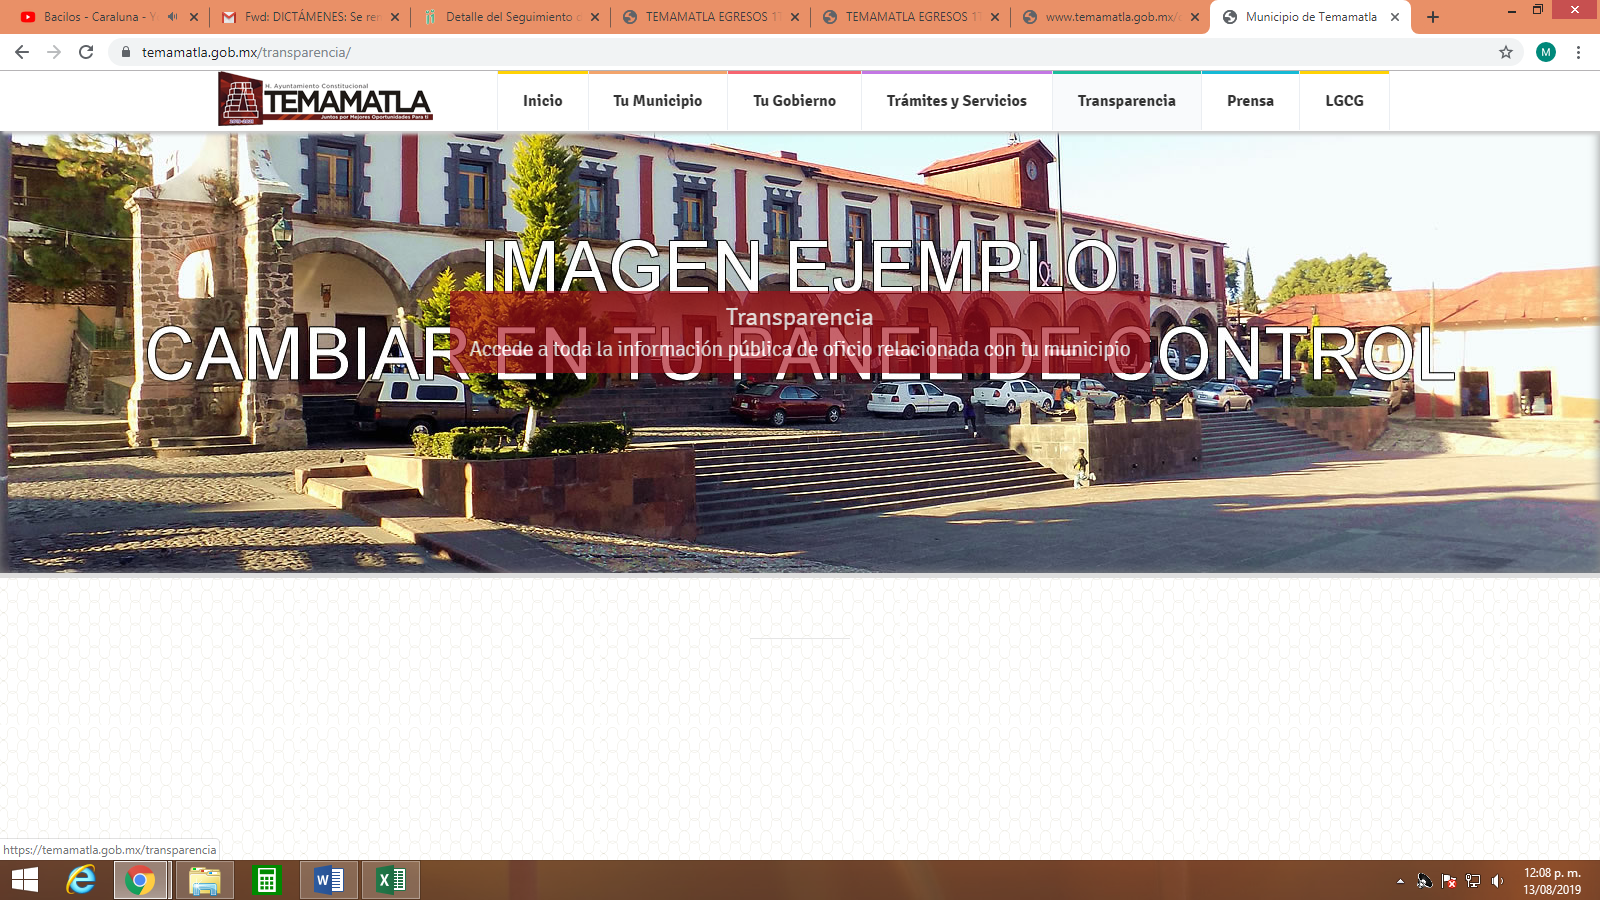 Bacilos - Caraluna - Y
Fwd: DICTÁMENES: Se ren
Detalle del Seguimiento d
TEMAMATLA EGRESOS 1T
TEMAMATLA EGRESOS 1T
www.temamatla.gob.mx/
Municipio de Temamatla
temamatla.gob.mx/transparencia/
M
H. Ayuntamiento Constitucional
TEMAMATLA
Juntos por Mejores Oportunidades Para ti
Inicio
Tu Municipio
Tu Gobierno
Trámites y Servicios
Transparencia
Prensa
LGCG
IMAGEN EJEMPLO
CAMBIAR EN TU PANEL DE CONTROL
Transparencia
Accede a toda la información pública de oficio relacionada con tu municipio
https://temamatla.gob.mx/transparencia
12:08 p. m.
13/08/2019